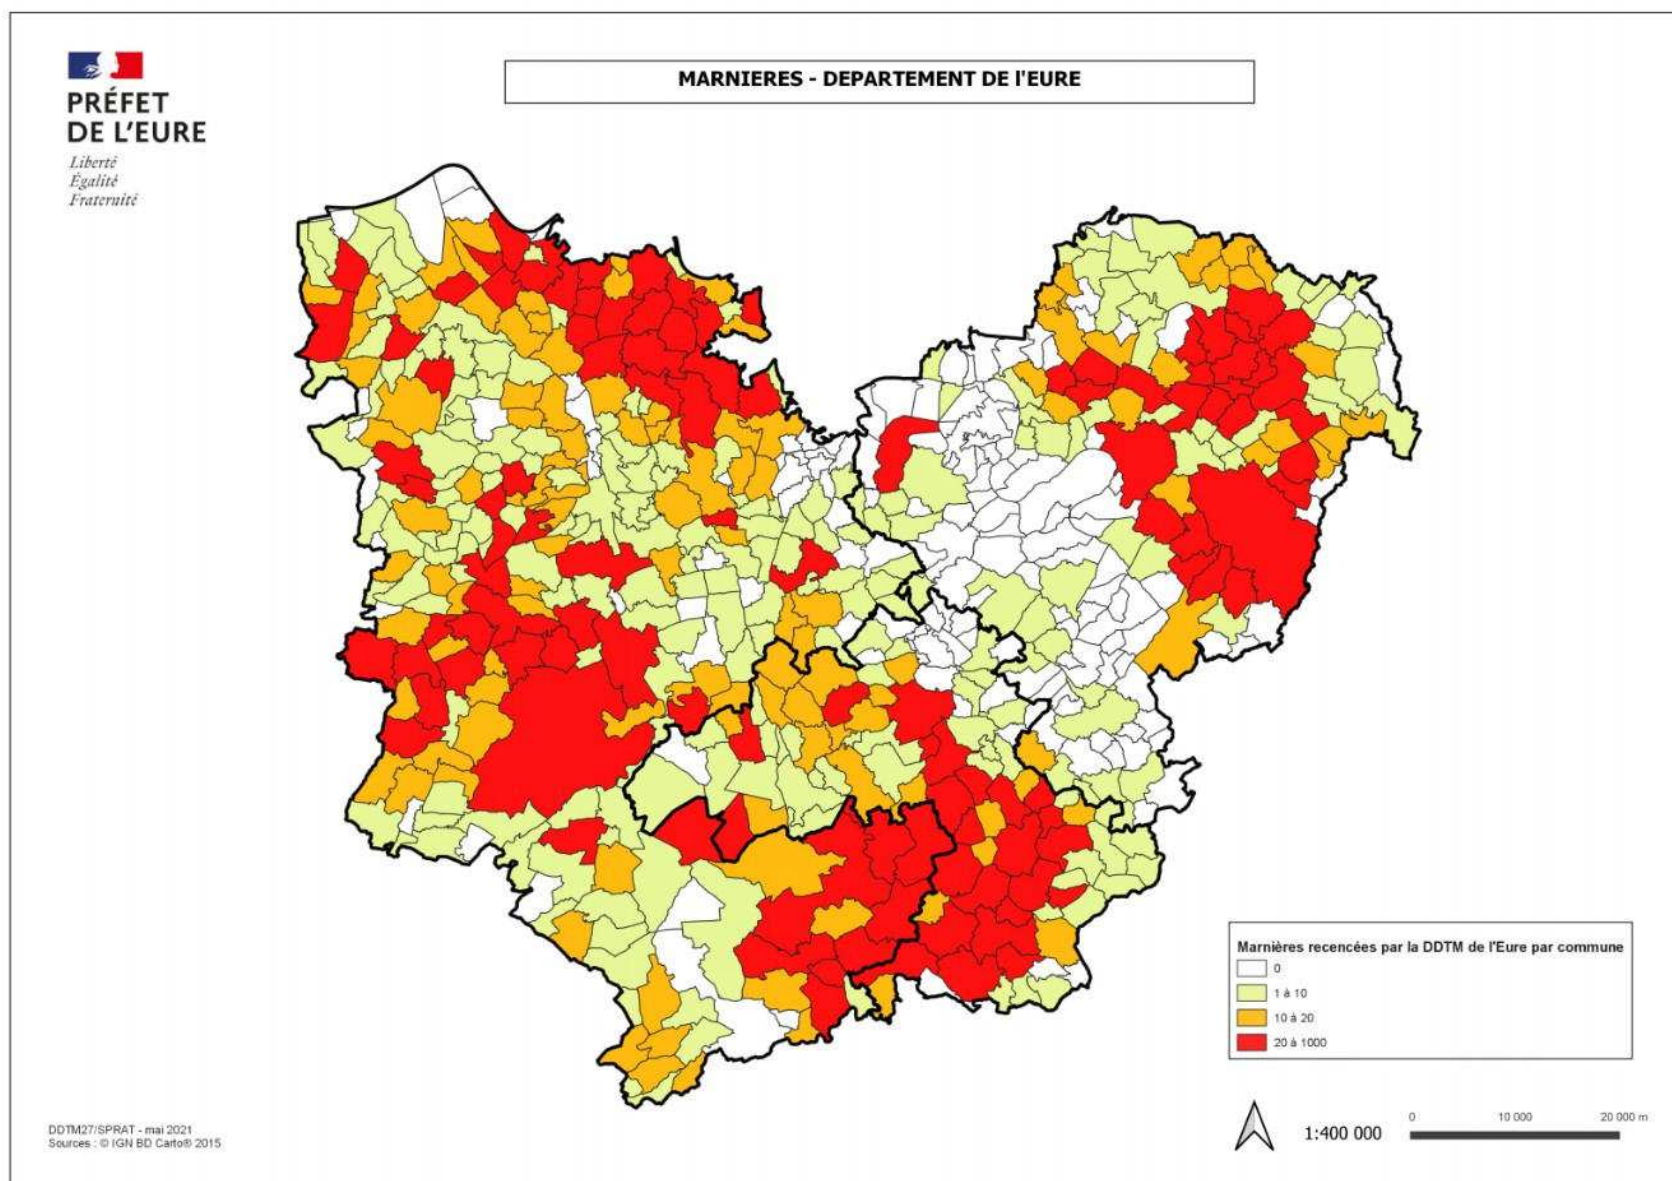 PRÉFET
DE L'EURE
Liberté
Égalité
Fraternité
MARNIERES - DEPARTEMENT DE l'EURE
Marnières recencées par la DDTM de l'Eure par commune
0
1 à 10
10 à 20
20 à 1000
DDTM27/SPRAT - mai 2021
Sources : © IGN BD Carto® 2015
1:400 000
0 10 000 20 000 m